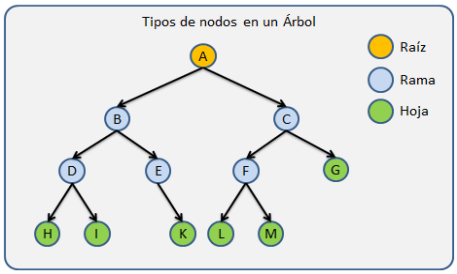 Tipos de nodos en un Árbol
A
Raíz
Rama
Hoja
B
C
D
E
F
G
H
I
K
L
M